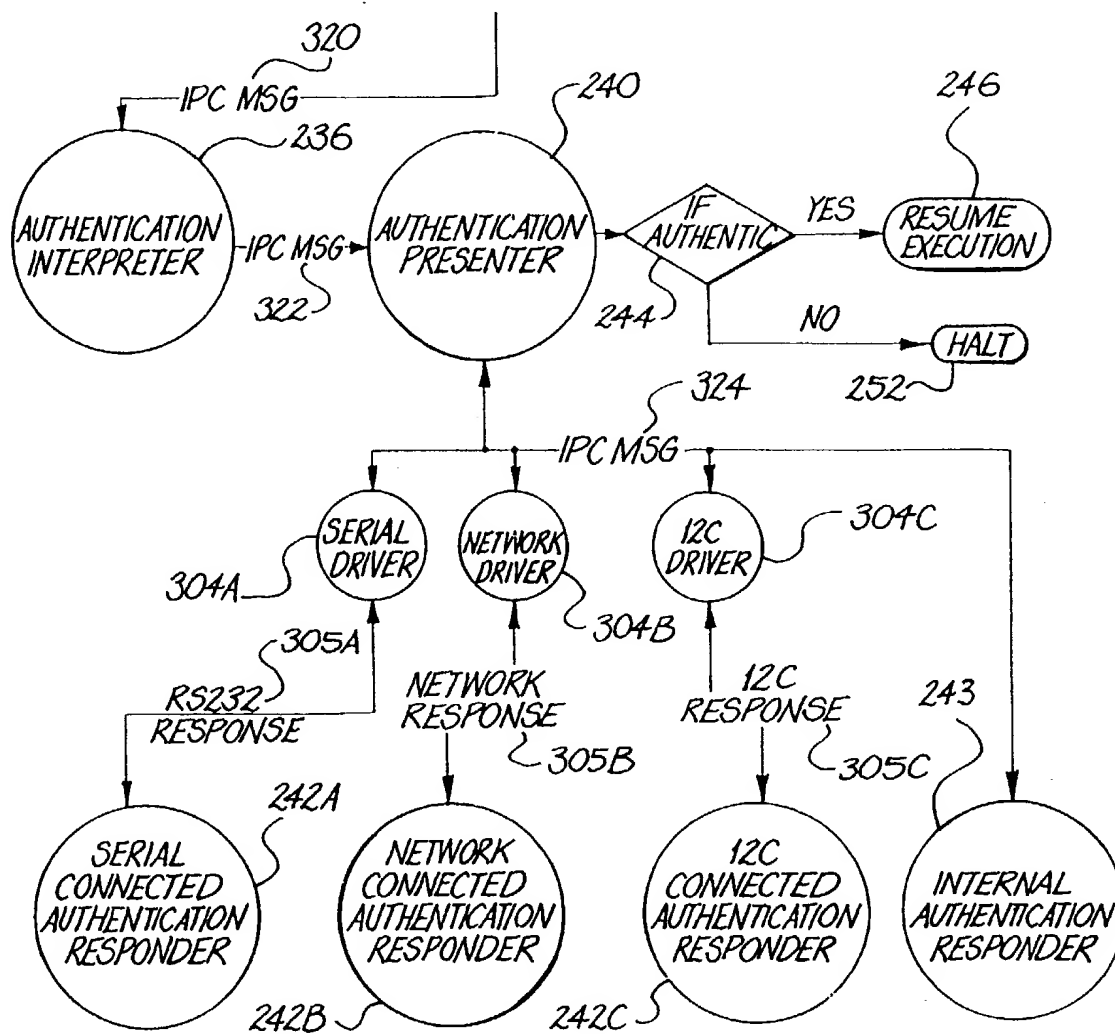 320
IPC MSG
236
240
246
AUTHENTICATION
INTERPRETER
IPC MSG
322
AUTHENTICATION
PRESENTER
IF
AUTHENTIC
244
YES
RESUME
EXECUTION
NO
HALT
252
324
IPC MSG
SERIAL
DRIVER
304A
NETWORK
DRIVER
304B
12C
DRIVER
304C
305A
RS232
RESPONSE
NETWORK
RESPONSE
305B
12C
RESPONSE
305C
243
242A
SERIAL
CONNECTED
AUTHENTICATION
RESPONDER
NETWORK
CONNECTED
AUTHENTICATION
RESPONDER
242B
12C
CONNECTED
AUTHENTICATION
RESPONDER
242C
INTERNAL
AUTHENTICATION
RESPONDER